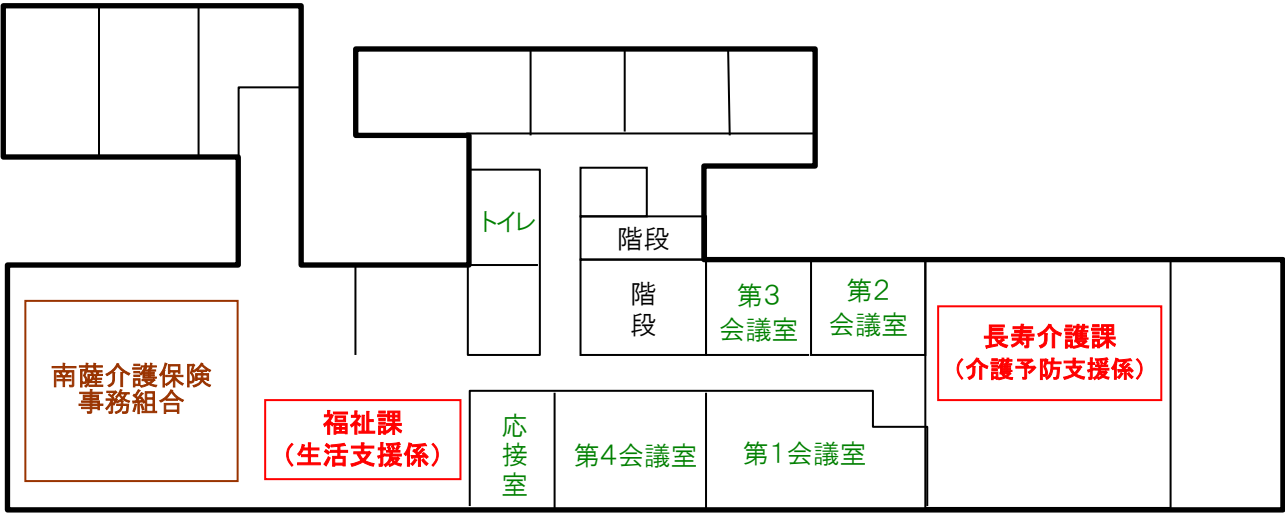 トイレ
階段
階
段
第3
会議室
第2
会議室
長寿介護課
（介護予防支援係）
南薩介護保険
事務組合
福祉課
（生活支援係）
応
接
室
第4会議室
第1会議室